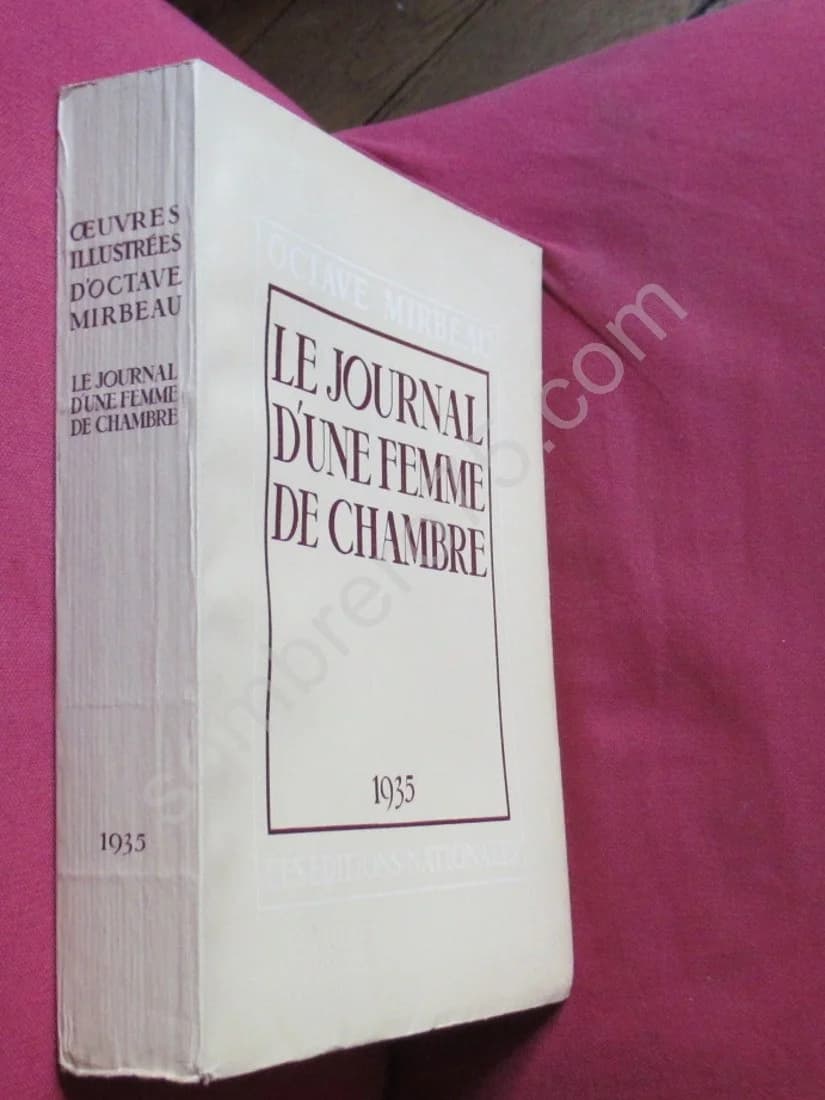 ŒUVRES
ILLUSTRÉES
D'OCTAVE
MIRBEAU
LE JOURNAL
D'UNE FEMME
DE CHAMBRE
1935
OCTAVE MIRBEAU
LE JOURNAL
D'UNE FEMME
DE CHAMBRE
1935
LES ÉDITIONS NATIONALES